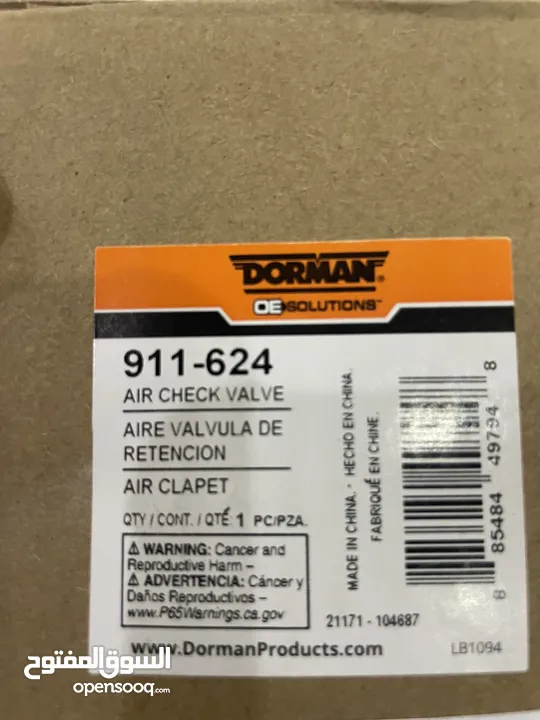 DORMAN®
OE SOLUTIONS™
911-624
AIR CHECK VALVE
AIRE VALVULA DE
RETENCION
AIR CLAPET
QTY / CONT. / QTÉ: 1 PC/PZA.
⚠ WARNING: Cancer and
Reproductive Harm –
⚠ ADVERTENCIA: Cáncer y
Daños Reproductivos –
www.P65Warnings.ca.gov
MADE IN CHINA. - HECHO EN CHINA.
FABRIQUÉ EN CHINE.
8 85484 49794 8
21171 - 104687
www.DormanProducts.com
LB1094
السوق المفتوح
opensooq.com